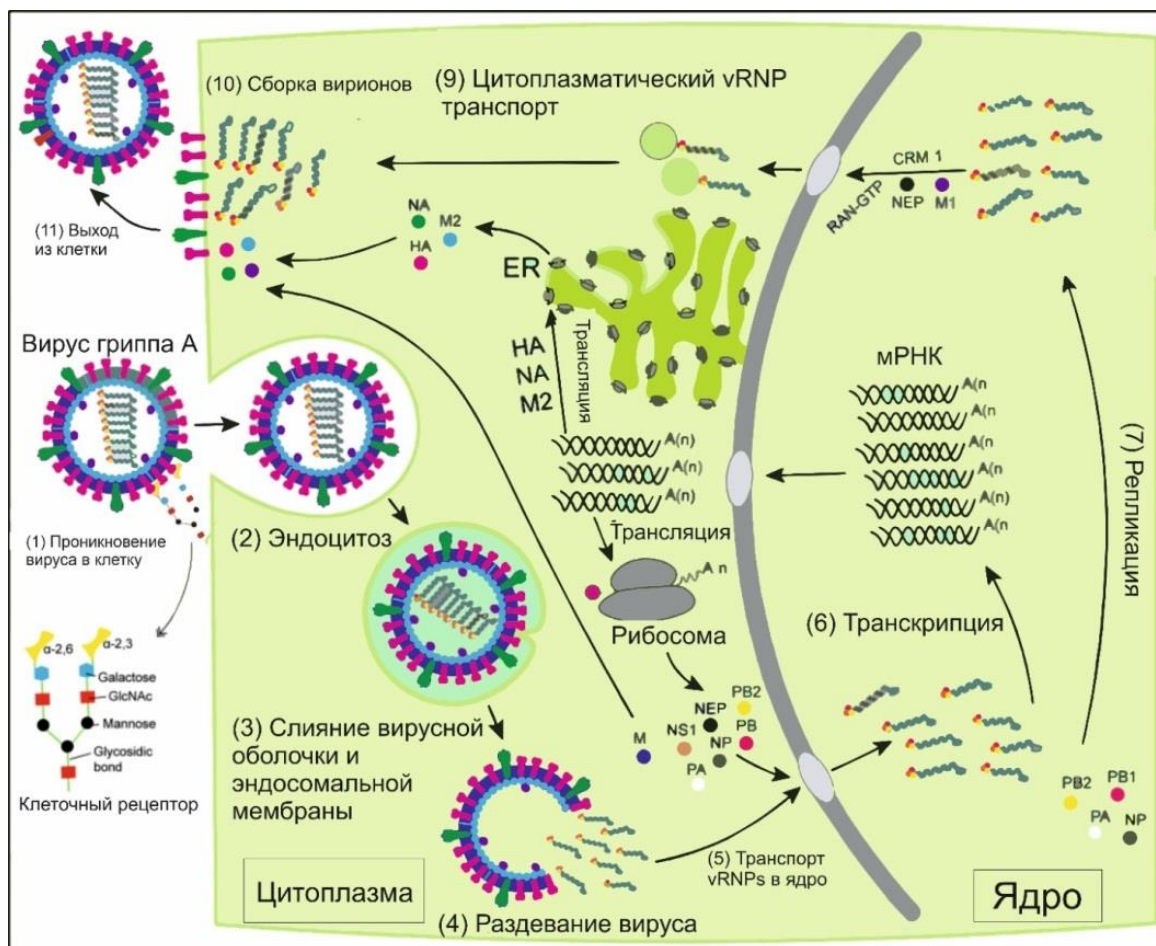 (10) Сборка вирионов
(9) Цитоплазматический vRNP
транспорт
CRM 1
RAN-GTP
NEP
M1
NA
M2
HA
(11) Выход
из клетки
ER
Вирус гриппа А
HA
NA
M2
Трансляция
мРНК
A(n
A(n
A(n
A(n
A(n)
A(n
A(n)
A(n)
A(n)
(7) Репликация
(1) Проникновение
вируса в клетку
(2) Эндоцитоз
Трансляция
A n
Рибосома
(6) Транскрипция
α-2,6
α-2,3
Galactose
GlcNAc
Mannose
Glycosidic
bond
Клеточный рецептор
(3) Слияние вирусной
оболочки и
эндосомальной
мембраны
M
NS1
NEP
PB2
PB
NP
PA
PB2
PB1
PA
NP
(5) Транспорт
vRNPs в ядро
Цитоплазма
(4) Раздевание вируса
Ядро